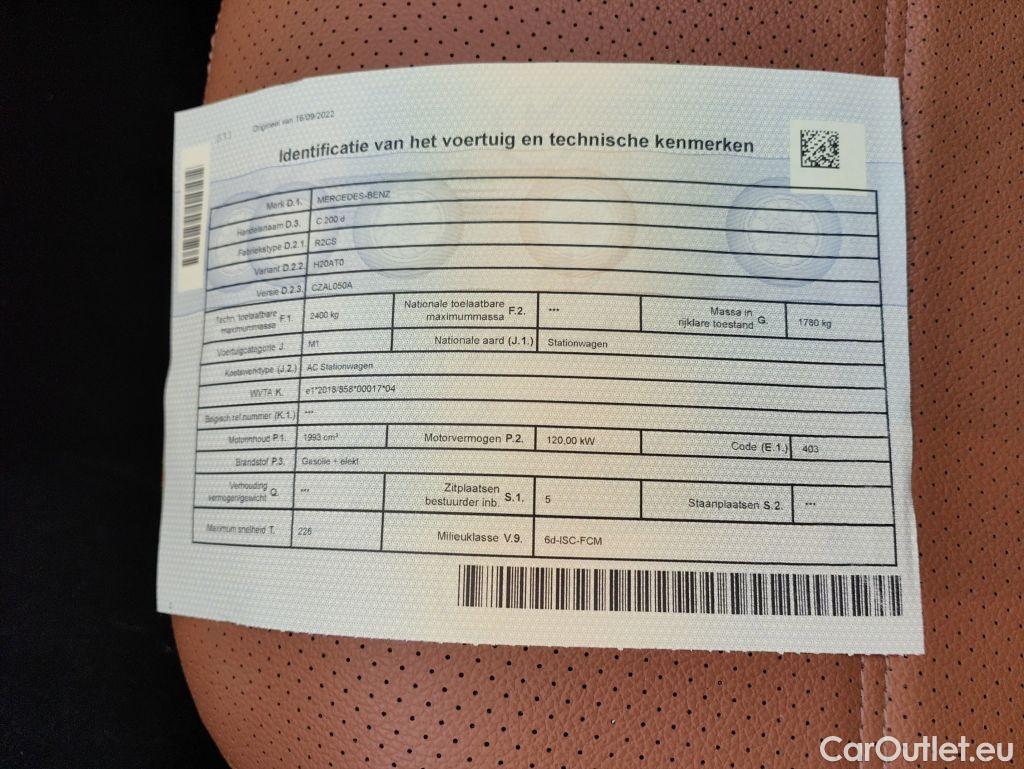 Origineel van 16/09/2022
Identificatie van het voertuig en technische kenmerken
Merk D.1. MERCEDES-BENZ
Handelsnaam D.3. C 200 d
Fabriekstype D.2.1. R2CS
Variant D.2.2. H20AT0
Versie D.2.3. CZAL050A
Techn. toelaatbare maximummassa F.1. 2400 kg Nationale toelaatbare maximummassa F.2. *** Massa in rijklare toestand G. 1780 kg
Voertuigcategorie J. M1 Nationale aard (J.1.) Stationwagen
Koetswerktype (J.2.) AC Stationwagen
WVTA K. e1*2018/858*00017*04
Belgisch ref.nummer (K.1.) ***
Motorinhoud P.1. 1993 cm³ Motorvermogen P.2. 120,00 kW Code (E.1.) 403
Brandstof P.3. Gasolie + elekt
Verhouding vermogen/gewicht Q. *** Zitplaatsen bestuurder inb. S.1. 5 Staanplaatsen S.2. ***
Maximum snelheid T. 226 Milieuklasse V.9. 6d-ISC-FCM
CarOutlet.eu